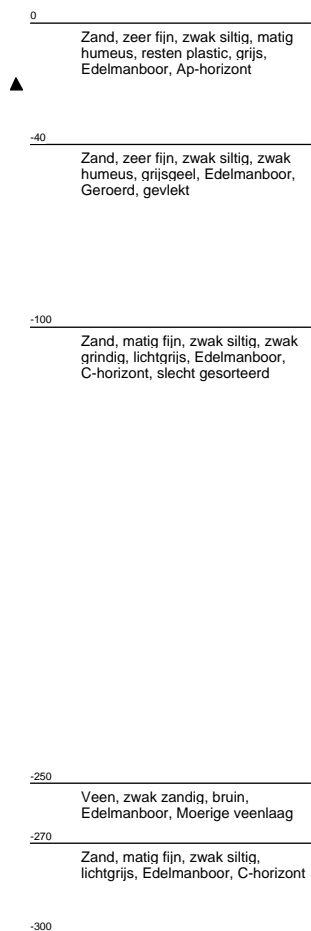 0
Zand, zeer fijn, zwak siltig, matig
humeus, resten plastic, grijs,
Edelmanboor, Ap-horizont
-40
Zand, zeer fijn, zwak siltig, zwak
humeus, grijsgeel, Edelmanboor,
Geroerd, gevlekt
-100
Zand, matig fijn, zwak siltig, zwak
grindig, lichtgrijs, Edelmanboor,
C-horizont, slecht gesorteerd
-250
Veen, zwak zandig, bruin,
Edelmanboor, Moerige veenlaag
-270
Zand, matig fijn, zwak siltig,
lichtgrijs, Edelmanboor, C-horizont
-300